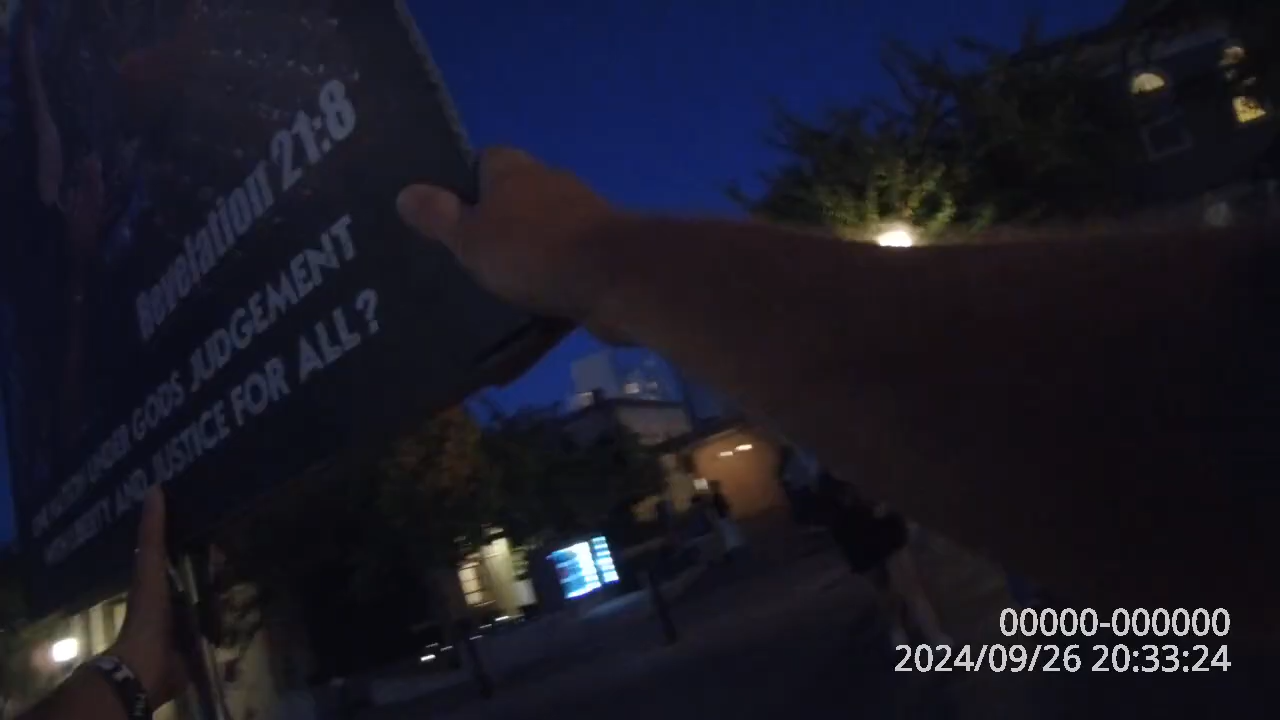 Revelation 21:8
ONE NATION UNDER GODS JUDGEMENT
WITH LIBERTY AND JUSTICE FOR ALL?
00000-000000
2024/09/26 20:33:24